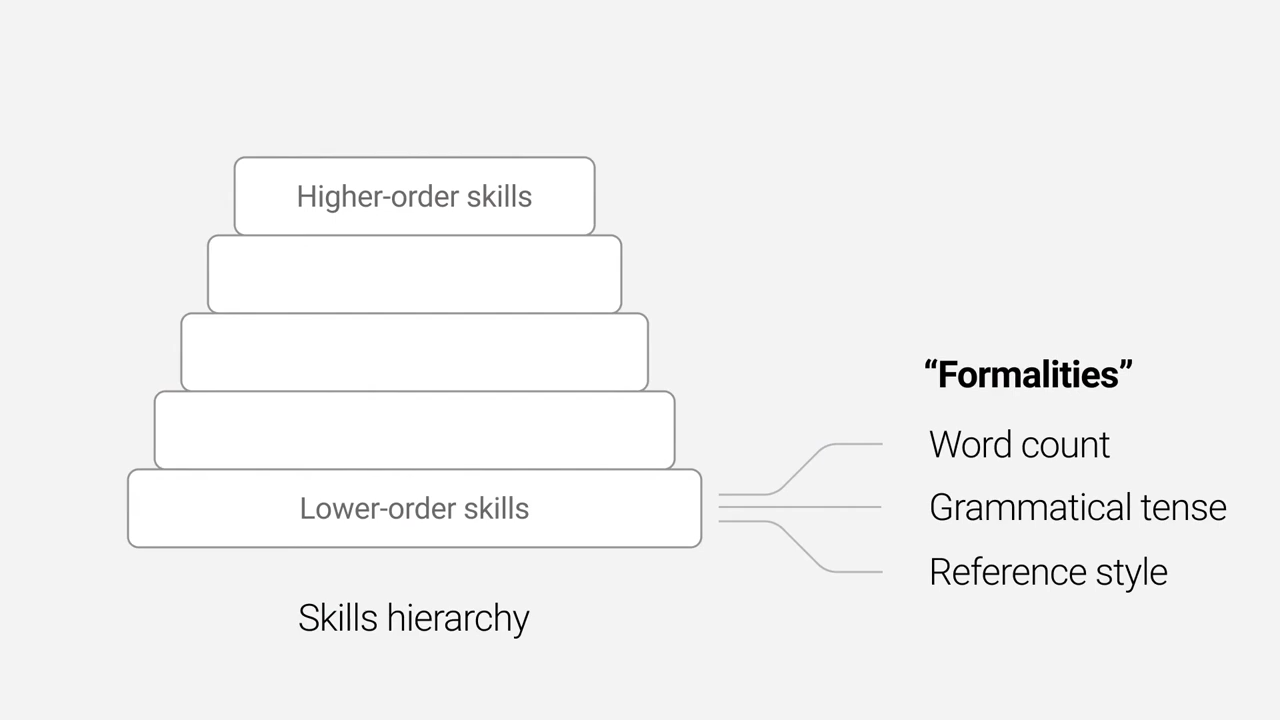 Higher-order skills
Lower-order skills
Skills hierarchy
“Formalities”
Word count
Grammatical tense
Reference style